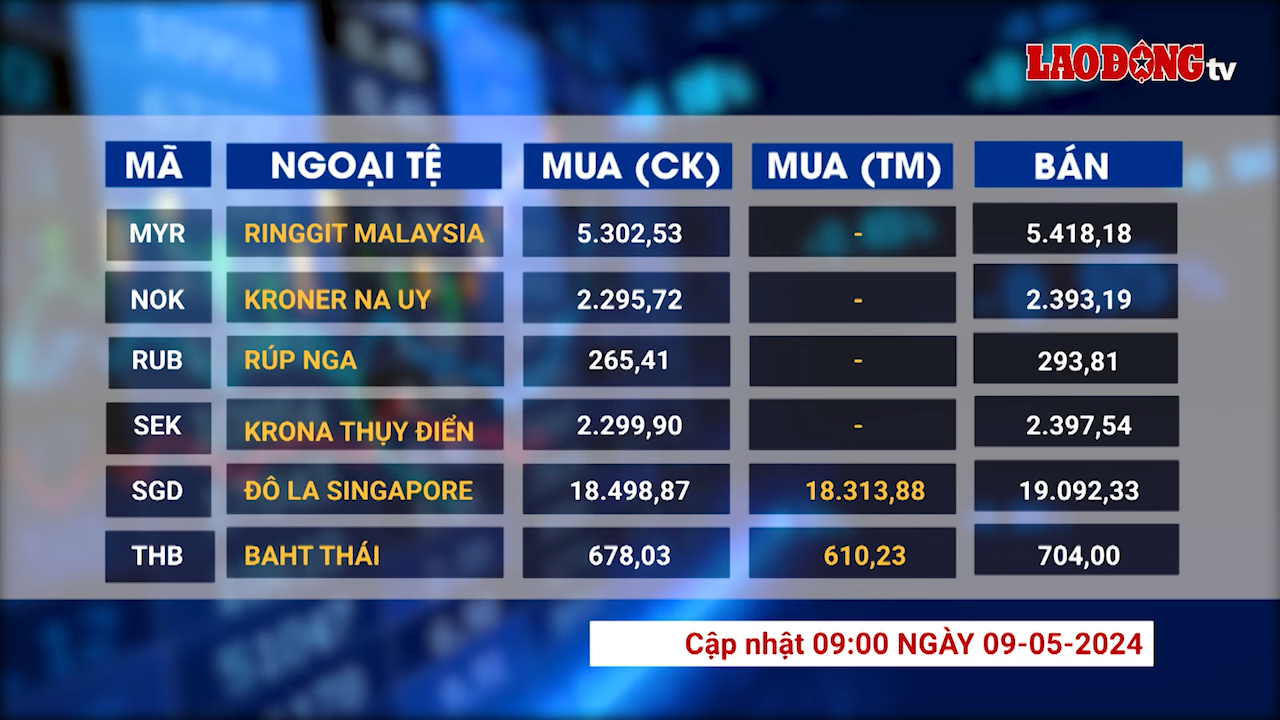 LAO ĐỘNG tv
MÃ NGOẠI TỆ MUA (CK) MUA (TM) BÁN
MYR RINGGIT MALAYSIA 5.302,53 - 5.418,18
NOK KRONER NA UY 2.295,72 - 2.393,19
RUB RÚP NGA 265,41 - 293,81
SEK KRONA THỤY ĐIỂN 2.299,90 - 2.397,54
SGD ĐÔ LA SINGAPORE 18.498,87 18.313,88 19.092,33
THB BAHT THÁI 678,03 610,23 704,00
Cập nhật 09:00 NGÀY 09-05-2024